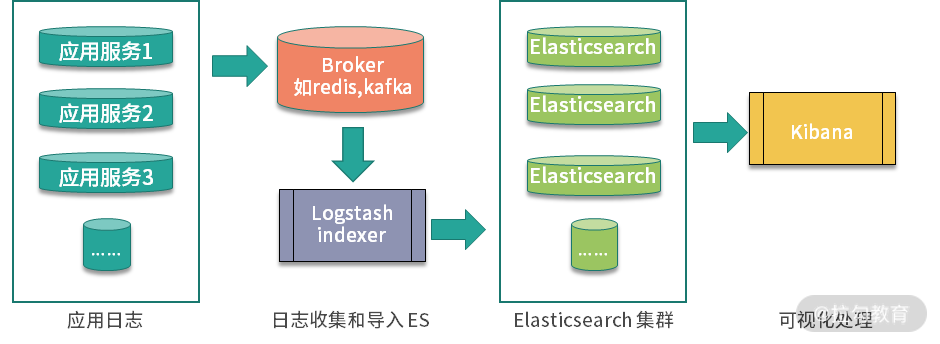 应用服务1
应用服务2
应用服务3
……
应用日志
Broker
如redis,kafka
Logstash
indexer
日志收集和导入 ES
Elasticsearch
Elasticsearch
Elasticsearch
……
Elasticsearch 集群
Kibana
可视化处理
@拉勾教育